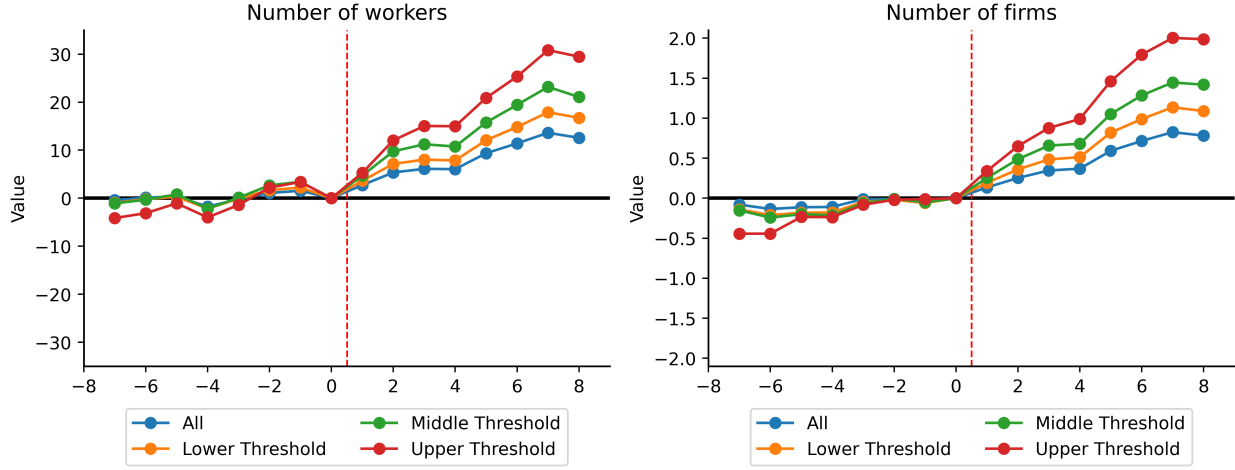 Number of workers
Value
30
20
10
0
−10
−20
−30
−8 −6 −4 −2 0 2 4 6 8
All
Lower Threshold
Middle Threshold
Upper Threshold
Number of firms
Value
2.0
1.5
1.0
0.5
0.0
−0.5
−1.0
−1.5
−2.0
−8 −6 −4 −2 0 2 4 6 8
All
Lower Threshold
Middle Threshold
Upper Threshold